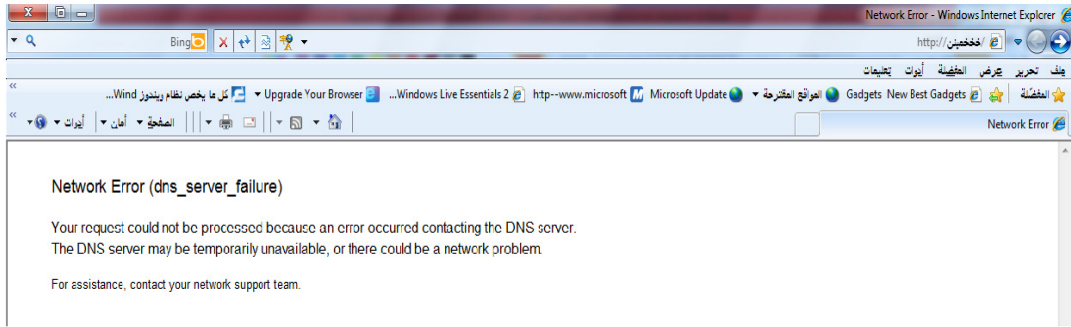 Network Error - Windows Internet Explorer
http://خخخمينن/
Bing
ملف تحرير عرض المفضلة أدوات تعليمات
المفضلة Gadgets New Best Gadgets المواقع المقترحة Microsoft Update http--www.microsoft Windows Live Essentials 2... Upgrade Your Browser كل ما يخص نظام ويندوز Wind...
Network Error
الصفحة أمان أدوات
Network Error (dns_server_failure)
Your request could not be processed because an error occurred contacting the DNS server.
The DNS server may be temporarily unavailable, or there could be a network problem.
For assistance, contact your network support team.